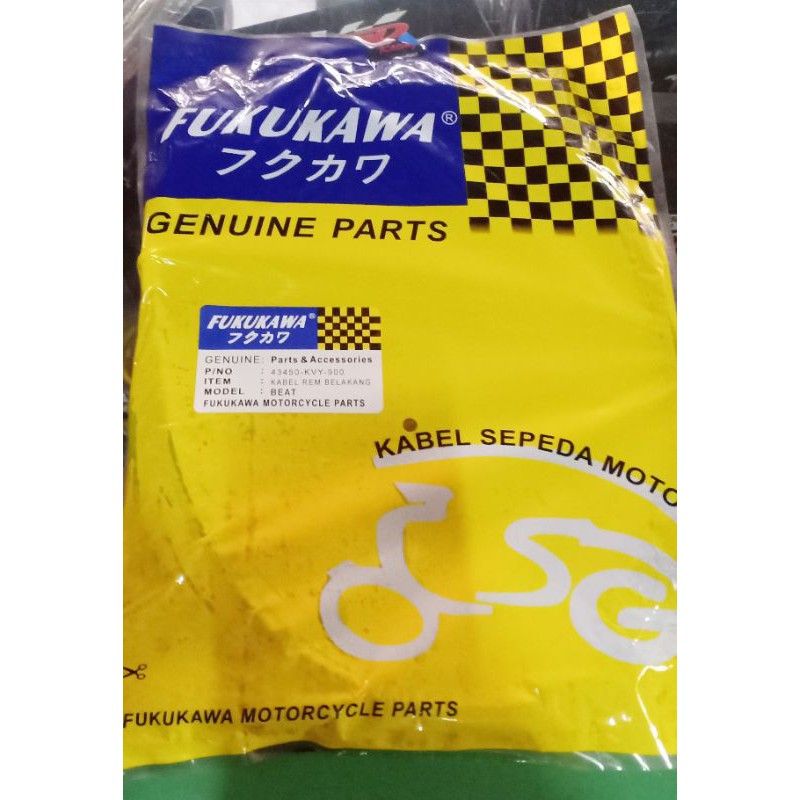 FUKUKAWA®
フクカワ
GENUINE PARTS
FUKUKAWA®
フクカワ
GENUINE: Parts & Accessories
P/NO : 43450-KVY-900
ITEM : KABEL REM BELAKANG
MODEL : BEAT
FUKUKAWA MOTORCYCLE PARTS
KABEL SEPEDA MOTO
SG
FUKUKAWA MOTORCYCLE PARTS